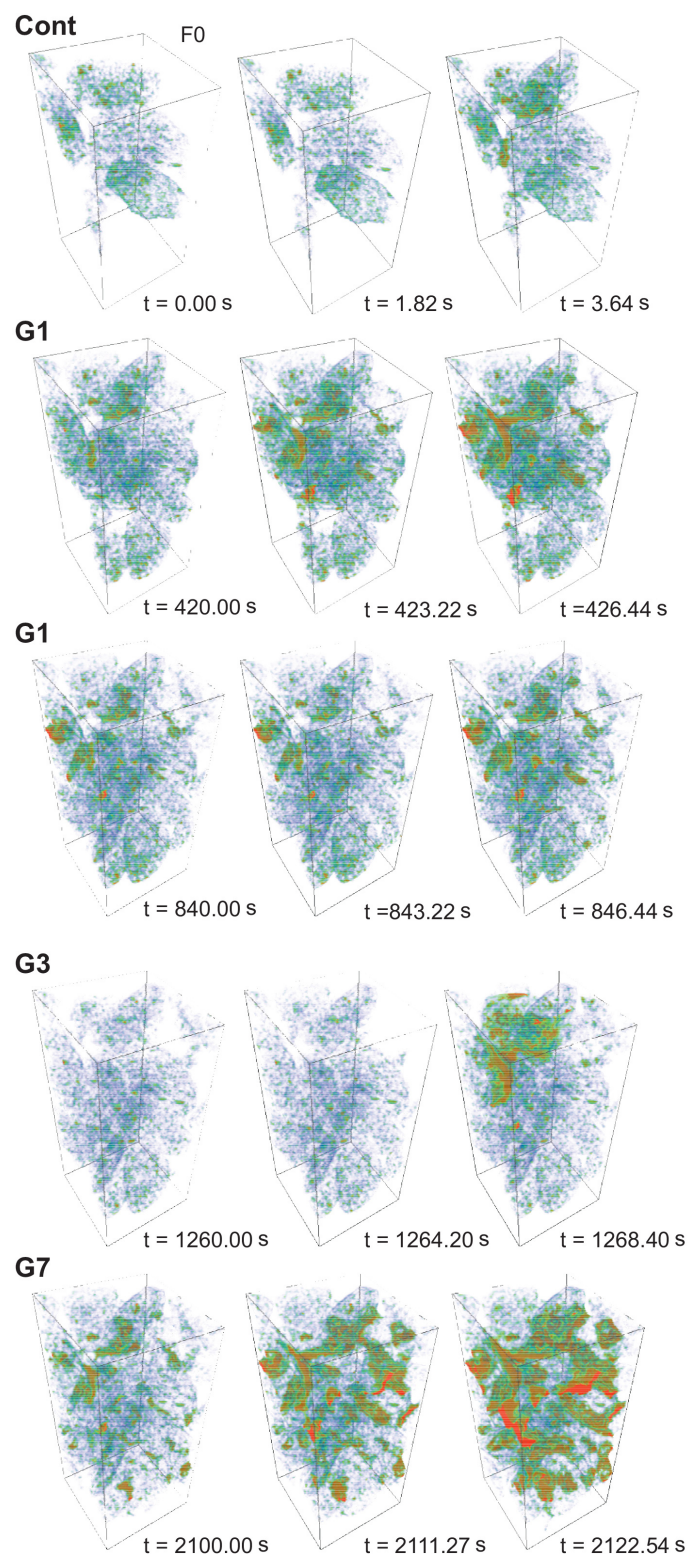 Cont
F0
t = 0.00 s
t = 1.82 s
t = 3.64 s
G1
t = 420.00 s
t = 423.22 s
t =426.44 s
G1
t = 840.00 s
t =843.22 s
t = 846.44 s
G3
t = 1260.00 s
t = 1264.20 s
t = 1268.40 s
G7
t = 2100.00 s
t = 2111.27 s
t = 2122.54 s